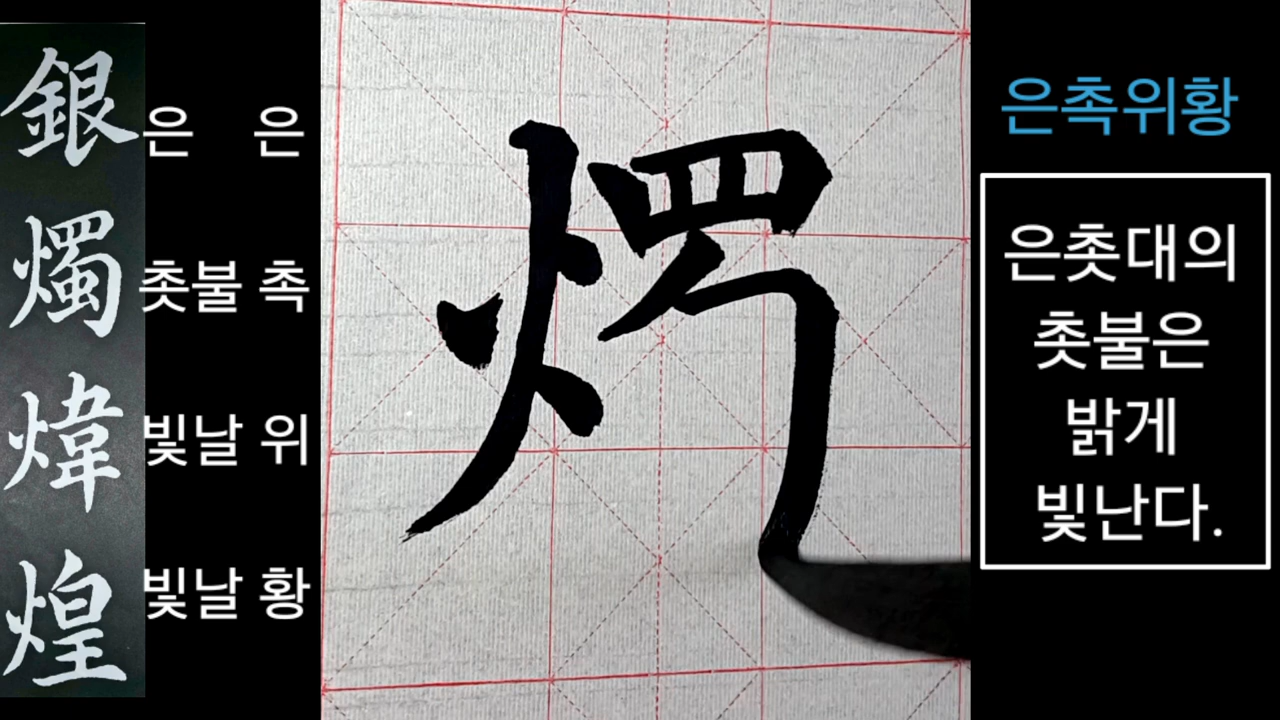 銀
은 은
燭
촛불 촉
煒
빛날 위
煌
빛날 황
은촉위황
은촛대의
촛불은
밝게
빛난다.